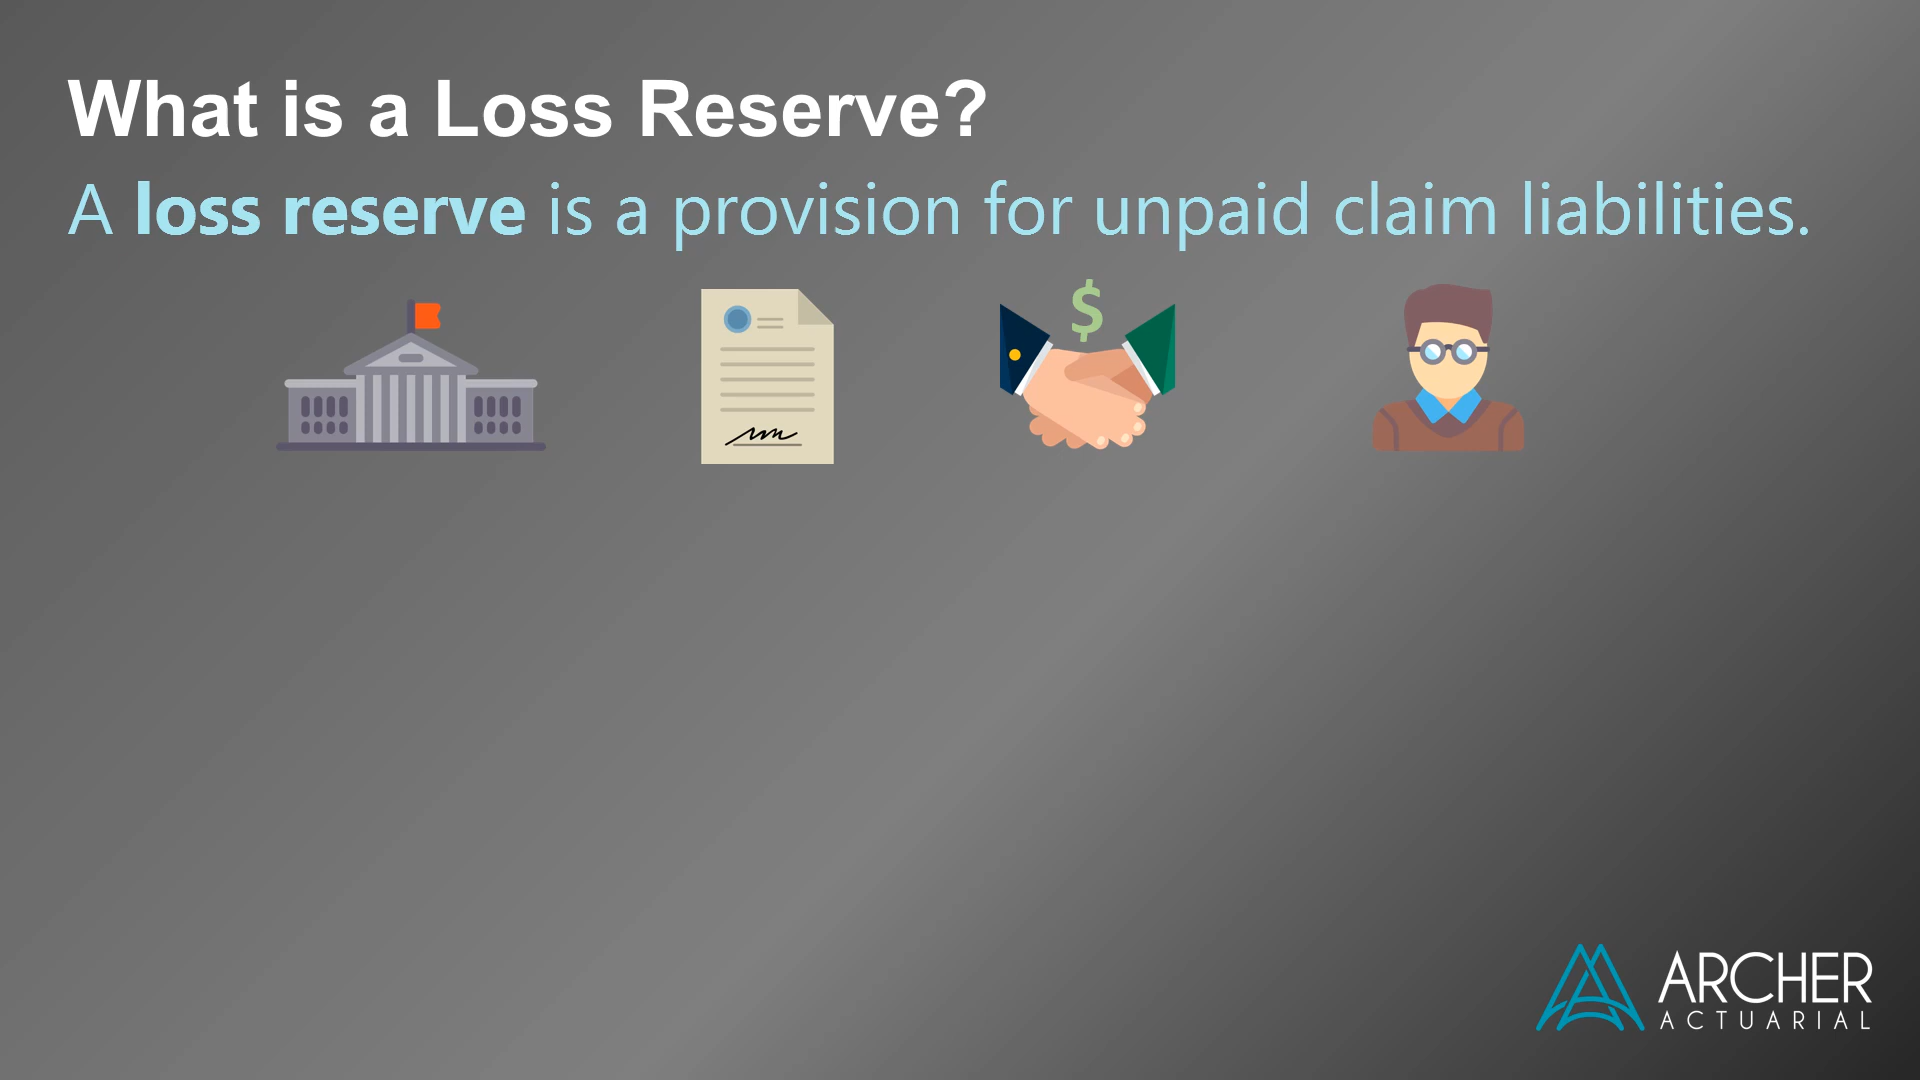 What is a Loss Reserve?
A loss reserve is a provision for unpaid claim liabilities.
$
ARCHER
ACTUARIAL